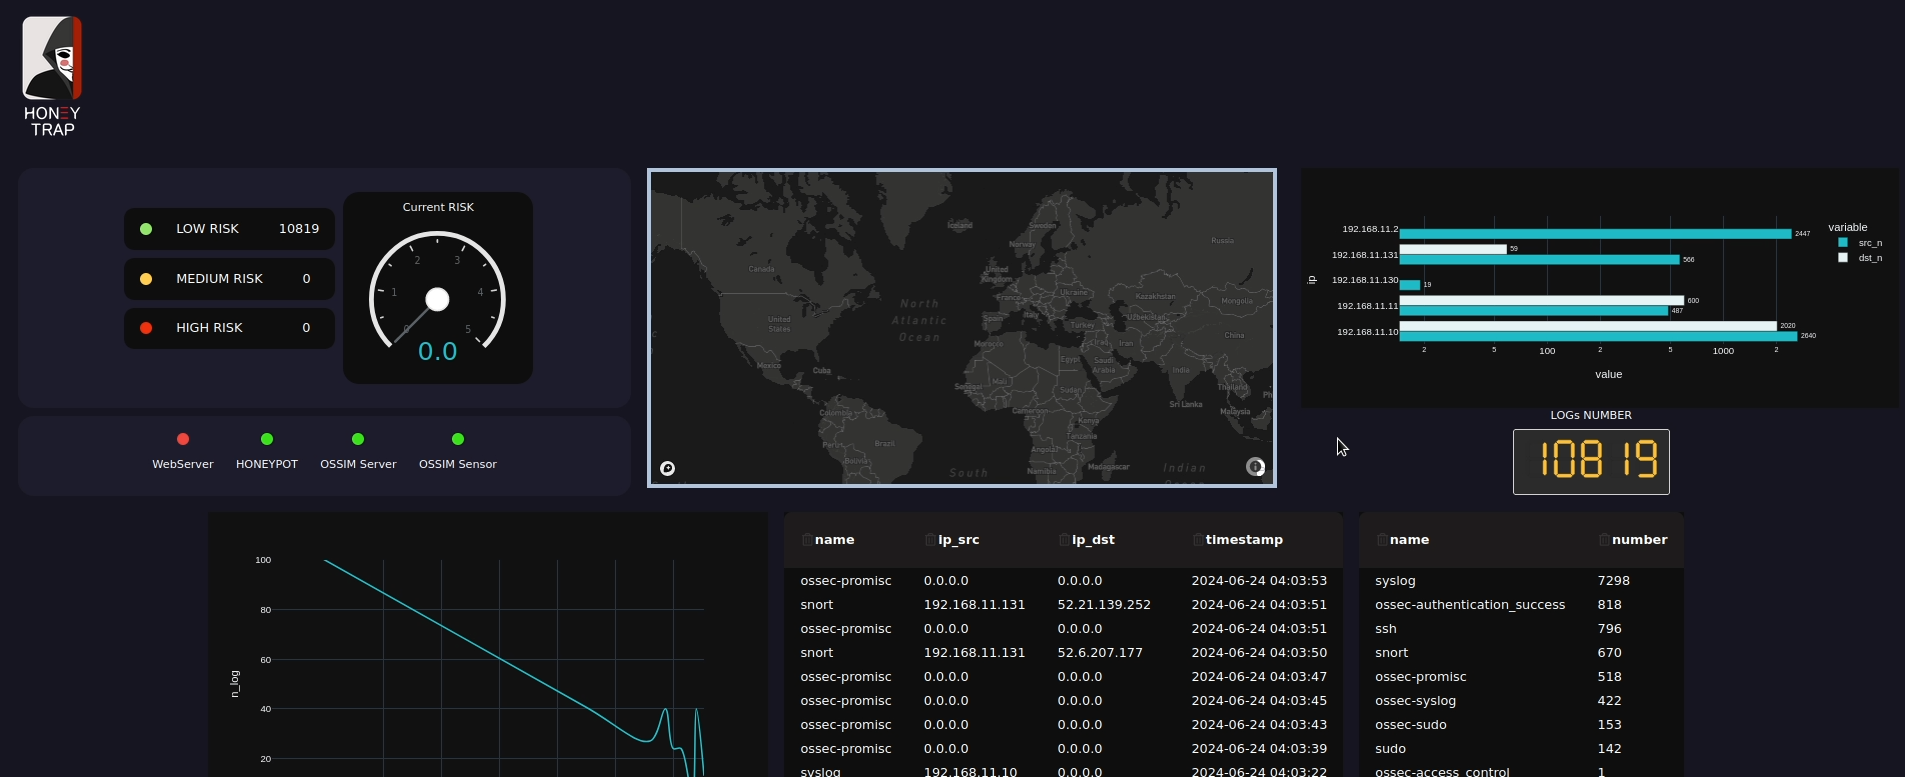 HONEY
TRAP
LOW RISK 10819
MEDIUM RISK 0
HIGH RISK 0
Current RISK
0
1
2
3
4
5
0.0
WebServer HONEYPOT OSSIM Server OSSIM Sensor
Iceland
Sweden
Norway
Russia
Canada
United
Kingdom
France
Ukraine
Kazakhstan
Mongolia
North
Atlantic
Ocean
United
States
Spain
Italy
Turkey
Uzbekistan
China
Morocco
Iraq
Iran
Mexico
Cuba
Egypt
Saudi
Arabia
India
Senegal
Mali
Sudan
Thailand
Sri Lanka
Malaysia
Colombia
Cameroon
Kenya
Peru
Brazil
Tanzania
Bolivia
Angola
Namibia
Madagascar
South
Indian
variable
src_n
dst_n
ip
192.168.11.2 2447
192.168.11.131 59
566
192.168.11.130 19
192.168.11.11 600
487
192.168.11.10 2020
2640
2 5 100 2 5 1000 2
value
LOGs NUMBER
10819
n_log
100
80
60
40
20
name ip_src ip_dst timestamp
ossec-promisc 0.0.0.0 0.0.0.0 2024-06-24 04:03:53
snort 192.168.11.131 52.21.139.252 2024-06-24 04:03:51
ossec-promisc 0.0.0.0 0.0.0.0 2024-06-24 04:03:51
snort 192.168.11.131 52.6.207.177 2024-06-24 04:03:50
ossec-promisc 0.0.0.0 0.0.0.0 2024-06-24 04:03:47
ossec-promisc 0.0.0.0 0.0.0.0 2024-06-24 04:03:45
ossec-promisc 0.0.0.0 0.0.0.0 2024-06-24 04:03:43
ossec-promisc 0.0.0.0 0.0.0.0 2024-06-24 04:03:39
syslog 192.168.11.10 0.0.0.0 2024-06-24 04:03:22
name number
syslog 7298
ossec-authentication_success 818
ssh 796
snort 670
ossec-promisc 518
ossec-syslog 422
ossec-sudo 153
sudo 142
ossec-access_control 1